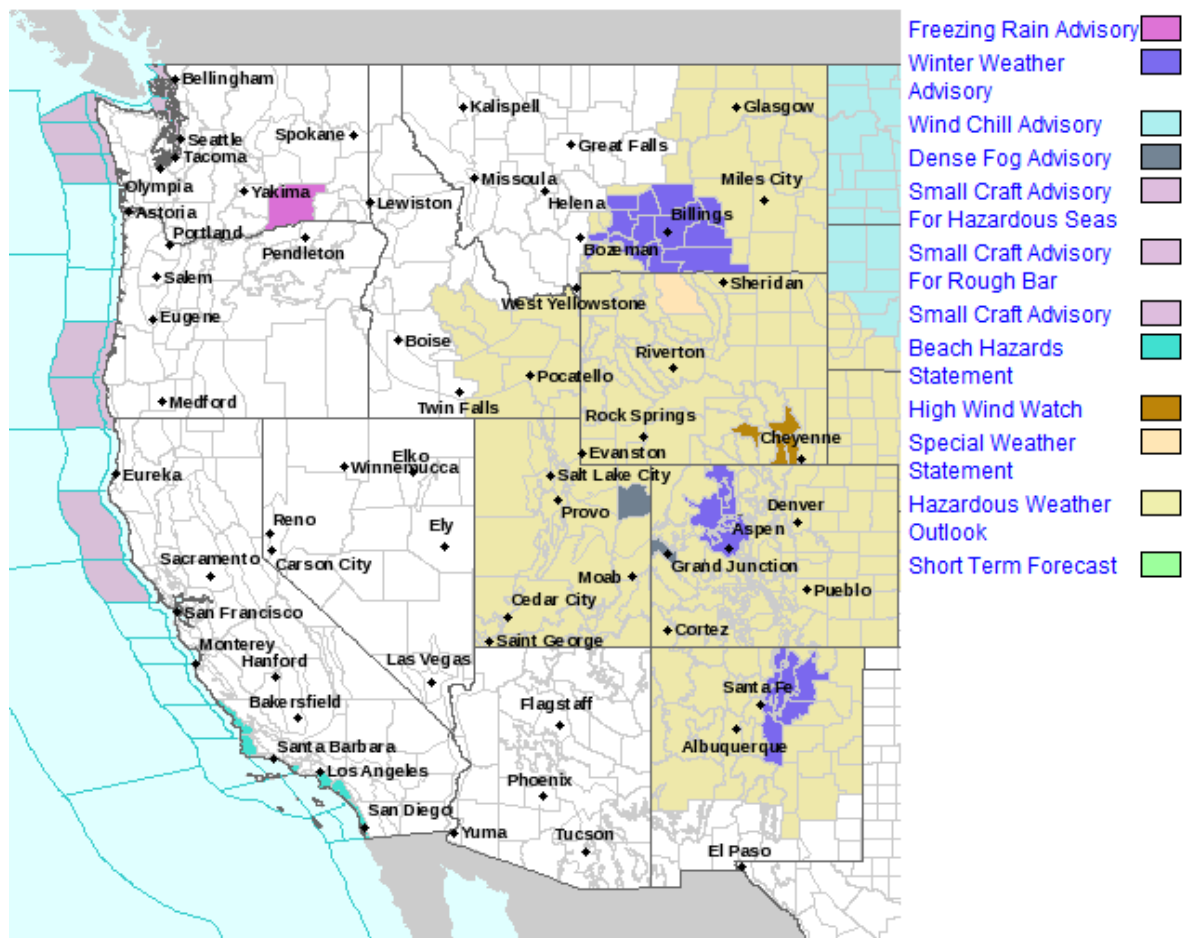 Bellingham
Kalispell
Glasgow
Spokane
Seattle
Great Falls
Tacoma
Olympia
Yakima
Missoula
Miles City
Helena
Lewiston
Astoria
Billings
Portland
Pendleton
Bozeman
Salem
Sheridan
West Yellowstone
Eugene
Boise
Riverton
Pocatello
Medford
Twin Falls
Rock Springs
Cheyenne
Elko
Evanston
Eureka
Winnemucca
Salt Lake City
Provo
Denver
Reno
Ely
Aspen
Sacramento
Carson City
Grand Junction
Moab
Pueblo
Cedar City
San Francisco
Cortez
Saint George
Monterey
Hanford
Las Vegas
Santa Fe
Bakersfield
Flagstaff
Albuquerque
Santa Barbara
Los Angeles
Phoenix
San Diego
Yuma
Tucson
El Paso
Freezing Rain Advisory
Winter Weather
Advisory
Wind Chill Advisory
Dense Fog Advisory
Small Craft Advisory
For Hazardous Seas
Small Craft Advisory
For Rough Bar
Small Craft Advisory
Beach Hazards
Statement
High Wind Watch
Special Weather
Statement
Hazardous Weather
Outlook
Short Term Forecast